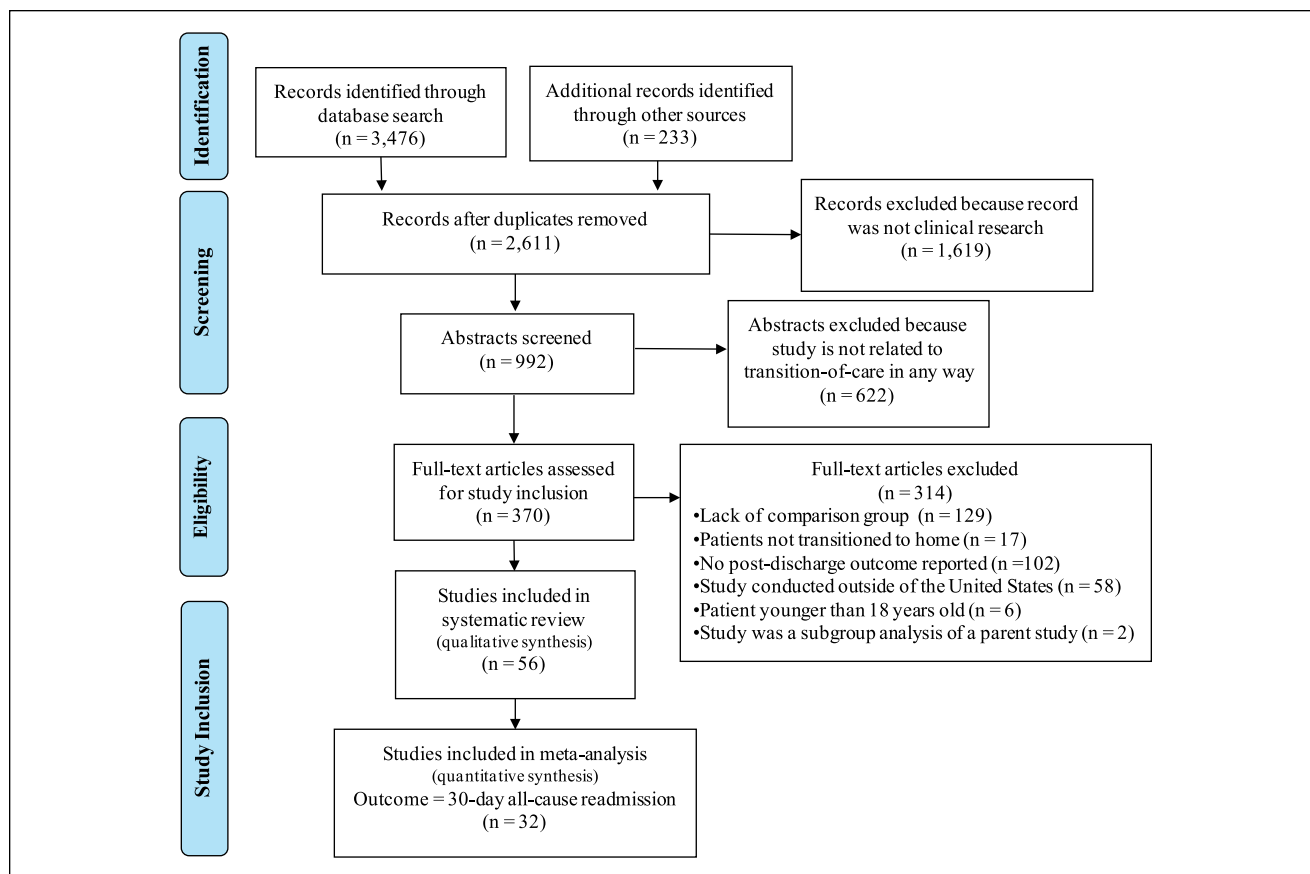 Identification
Records identified through
database search
(n = 3,476)
Additional records identified
through other sources
(n = 233)
Screening
Records after duplicates removed
(n = 2,611)
Records excluded because record
was not clinical research
(n = 1,619)
Abstracts screened
(n = 992)
Abstracts excluded because
study is not related to
transition-of-care in any way
(n = 622)
Eligibility
Full-text articles assessed
for study inclusion
(n = 370)
Full-text articles excluded
(n = 314)
•Lack of comparison group (n = 129)
•Patients not transitioned to home (n = 17)
•No post-discharge outcome reported (n =102)
•Study conducted outside of the United States (n = 58)
•Patient younger than 18 years old (n = 6)
•Study was a subgroup analysis of a parent study (n = 2)
Study Inclusion
Studies included in
systematic review
(qualitative synthesis)
(n = 56)
Studies included in meta-analysis
(quantitative synthesis)
Outcome = 30-day all-cause readmission
(n = 32)